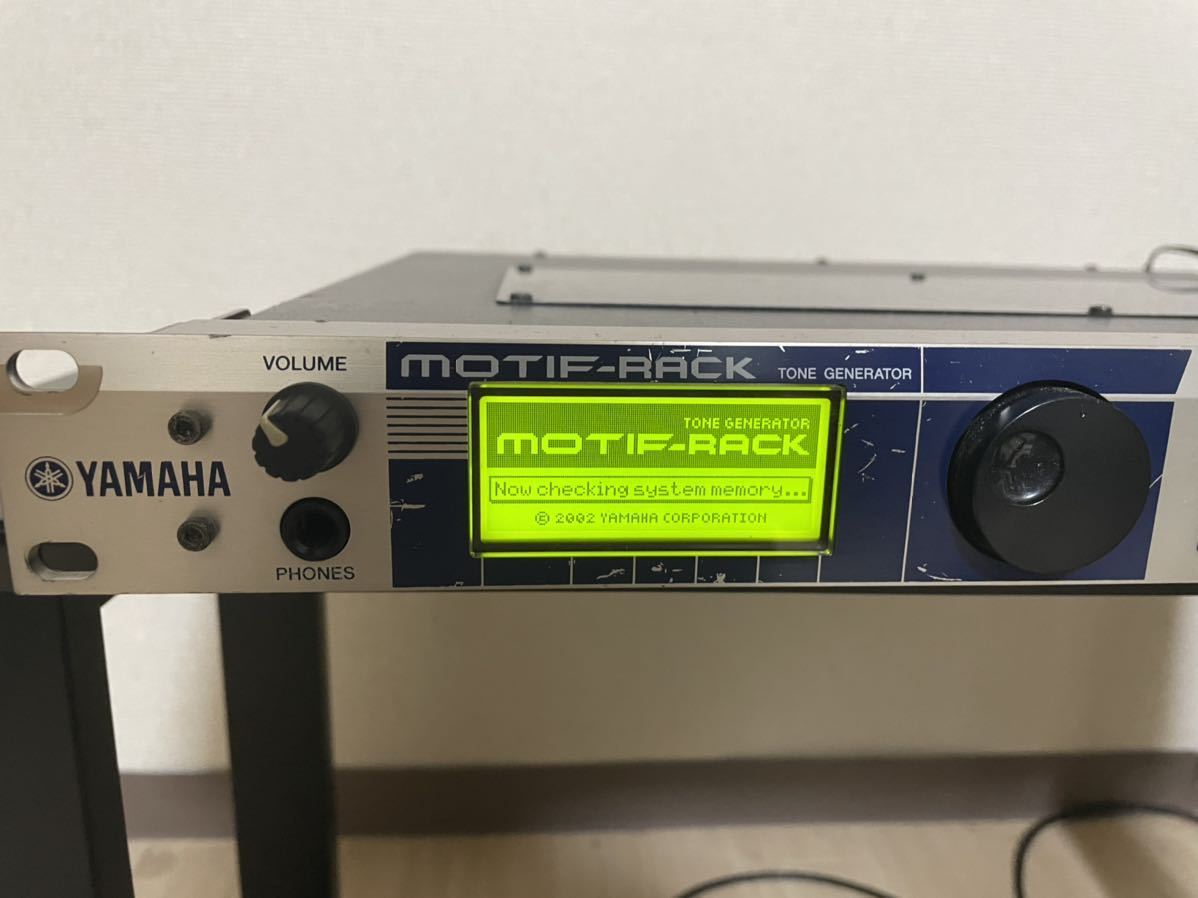 VOLUME
MOTIF-RACK TONE GENERATOR
YAMAHA
PHONES
TONE GENERATOR
MOTIF-RACK
Now checking system memory...
© 2002 YAMAHA CORPORATION